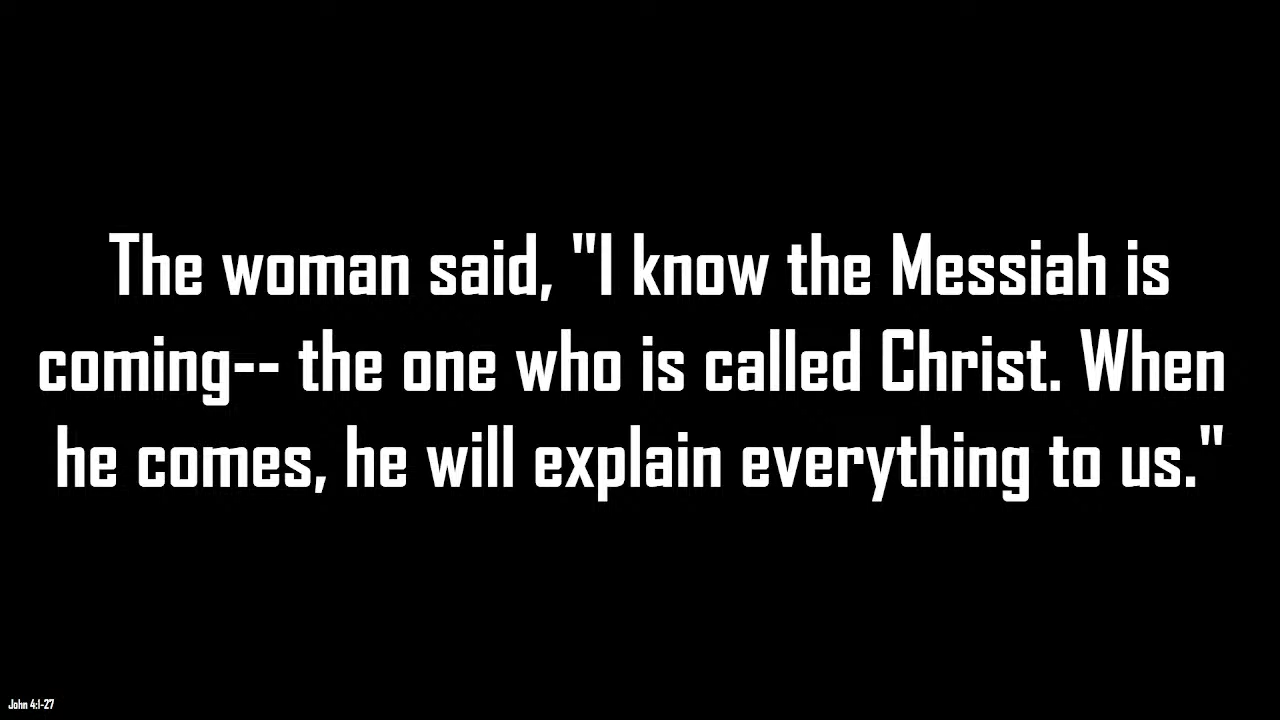 The woman said, "I know the Messiah is
coming-- the one who is called Christ. When
he comes, he will explain everything to us."
John 4:1-27